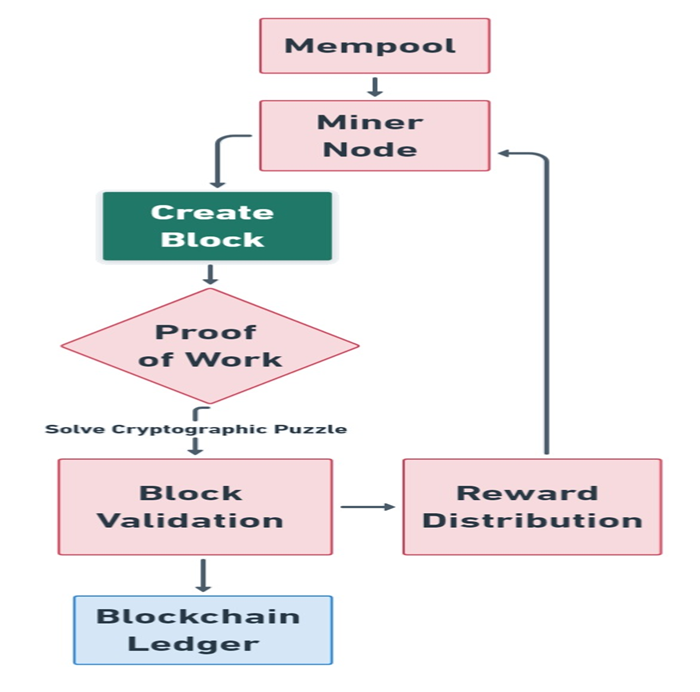 Mempool
Miner
Node
Create
Block
Proof
of Work
Solve Cryptographic Puzzle
Block
Validation
Reward
Distribution
Blockchain
Ledger